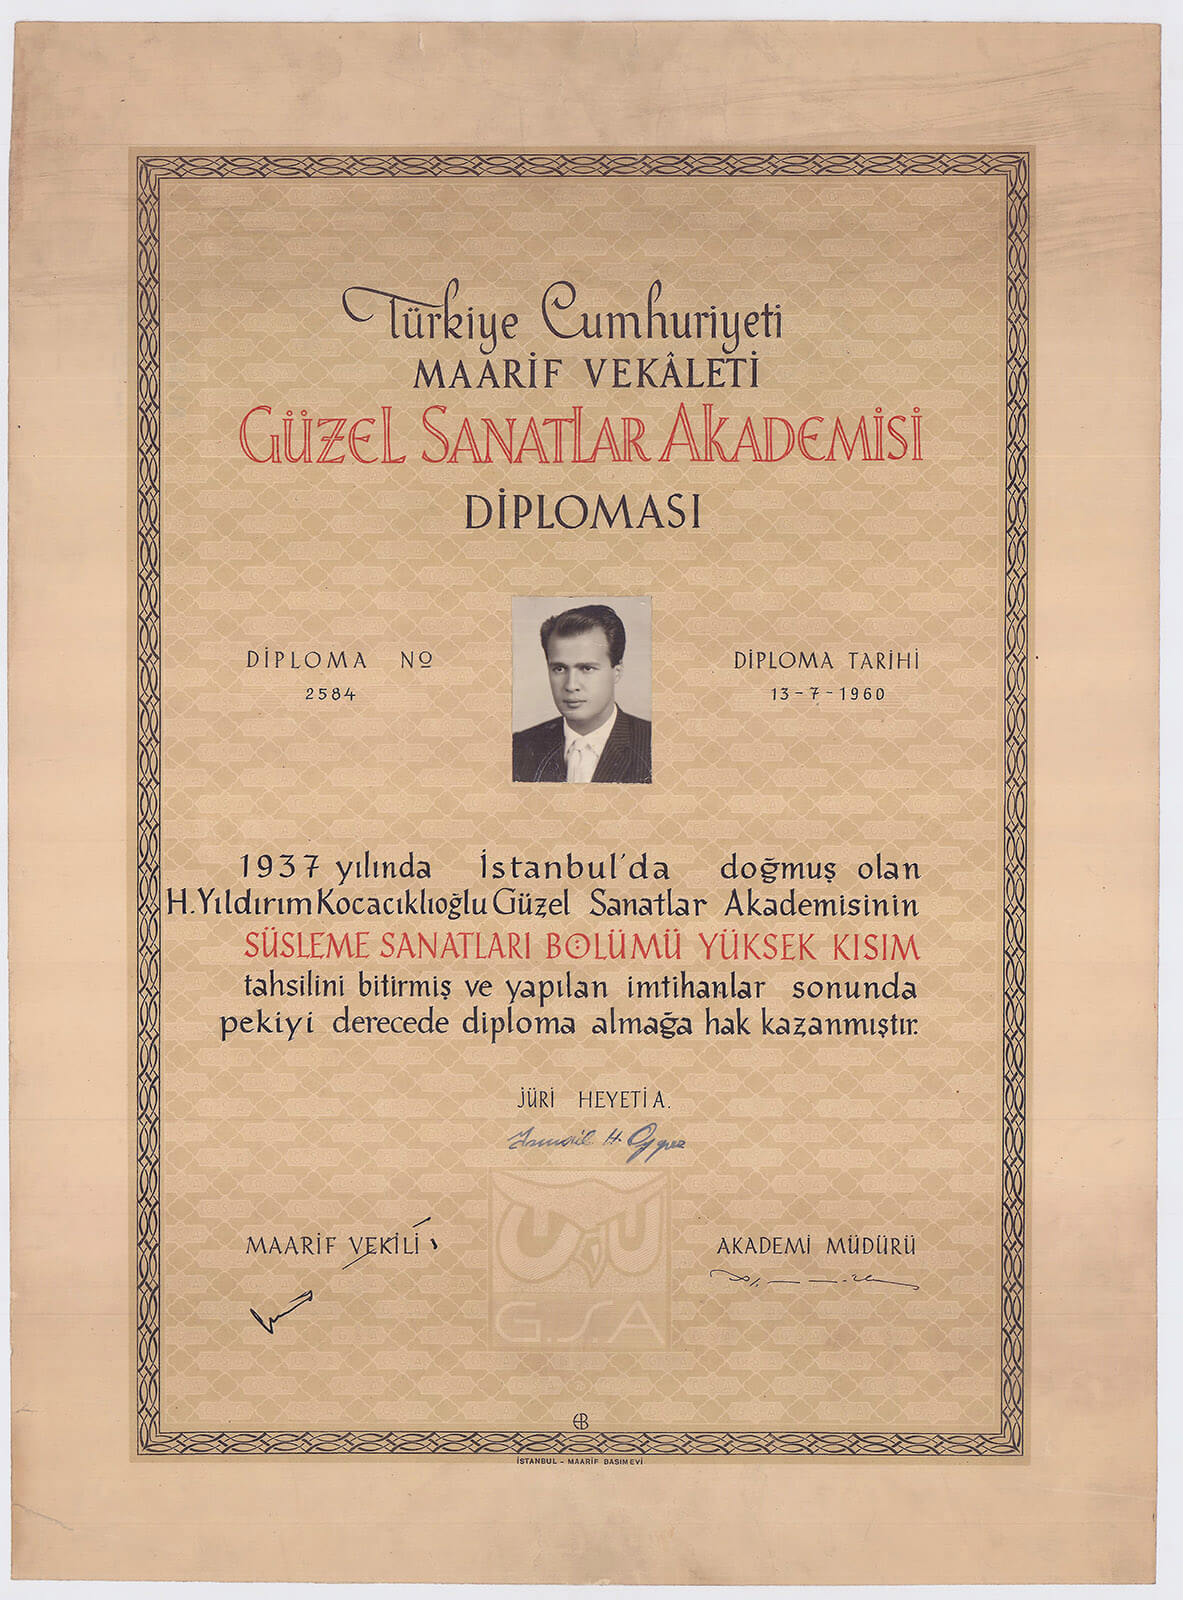 Türkiye Cumhuriyeti
MAARİF VEKÂLETİ
GÜZEL SANATLAR AKADEMİSİ
DİPLOMASI
DİPLOMA Nº
2584
DİPLOMA TARİHİ
13-7-1960
1937 yılında İstanbul'da doğmuş olan
H.Yıldırım Kocacıklıoğlu Güzel Sanatlar Akademisinin
SÜSLEME SANATLARI BÖLÜMÜ YÜKSEK KISIM
tahsilini bitirmiş ve yapılan imtihanlar sonunda
pekiyi derecede diploma almağa hak kazanmıştır.
JÜRİ HEYETİ A.
İsmail H. Oygar
MAARİF VEKİLİ
AKADEMİ MÜDÜRÜ
G.S.A
İSTANBUL - MAARİF BASIMEVİ